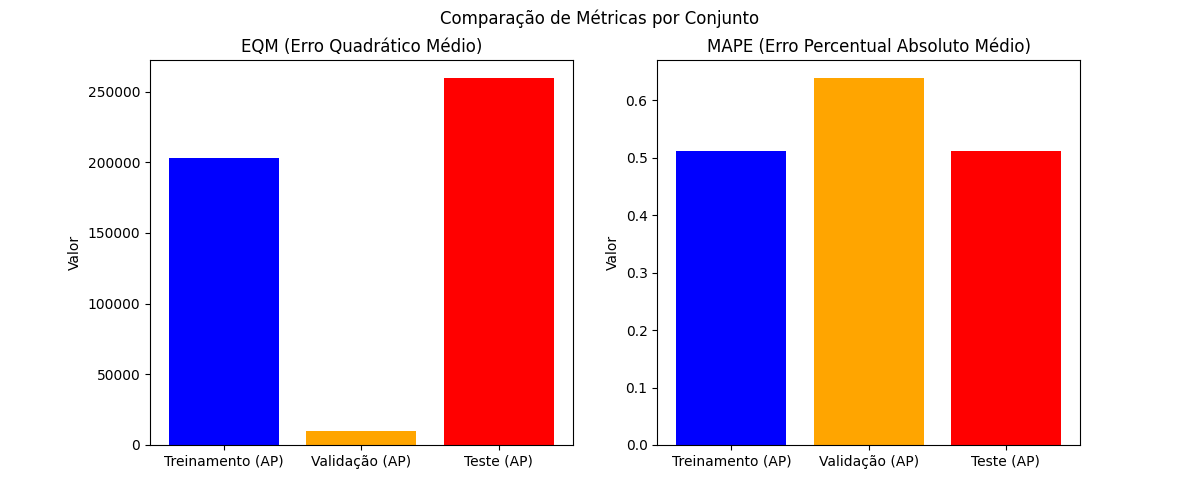 Comparação de Métricas por Conjunto
EQM (Erro Quadrático Médio)
Valor
250000
200000
150000
100000
50000
0
Treinamento (AP)
Validação (AP)
Teste (AP)
MAPE (Erro Percentual Absoluto Médio)
Valor
0.6
0.5
0.4
0.3
0.2
0.1
0.0
Treinamento (AP)
Validação (AP)
Teste (AP)